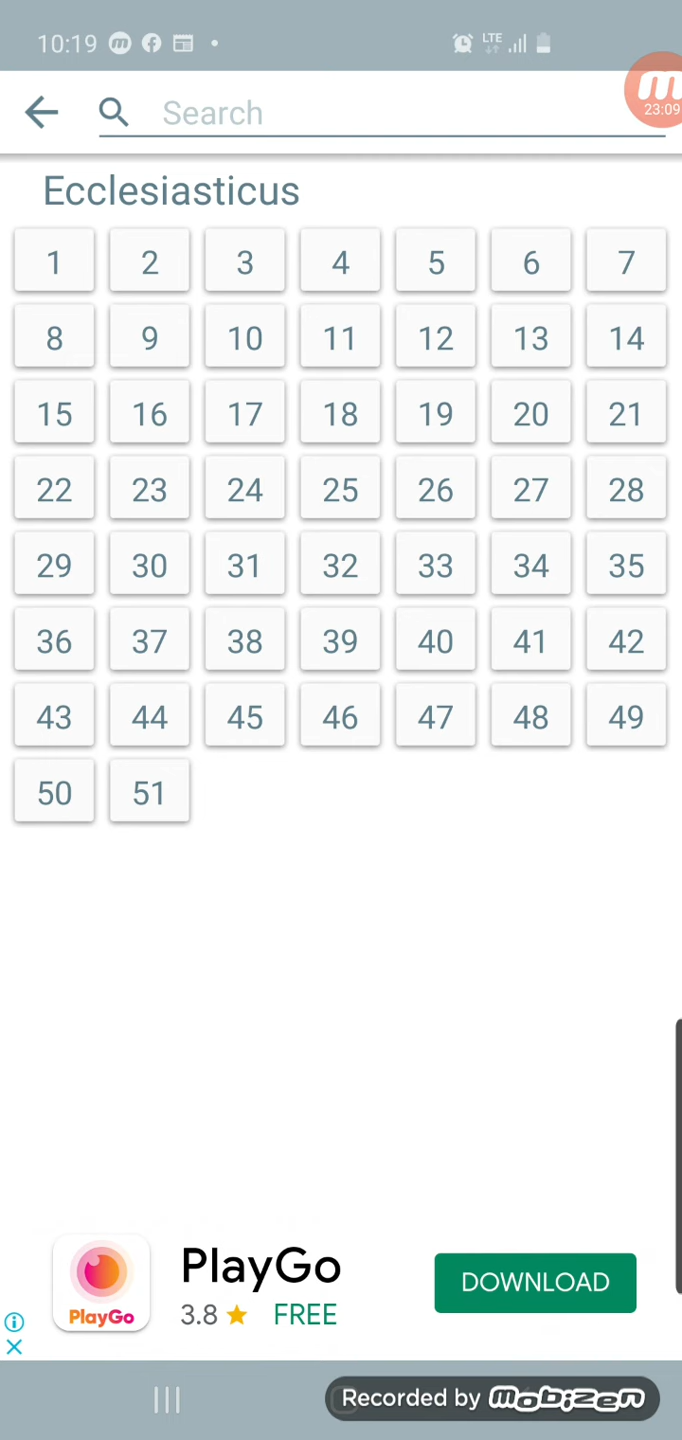 10:19 LTE
Search
23:09
Ecclesiasticus
1 2 3 4 5 6 7
8 9 10 11 12 13 14
15 16 17 18 19 20 21
22 23 24 25 26 27 28
29 30 31 32 33 34 35
36 37 38 39 40 41 42
43 44 45 46 47 48 49
50 51
PlayGo
3.8 FREE
DOWNLOAD
PlayGo
Recorded by mobizen